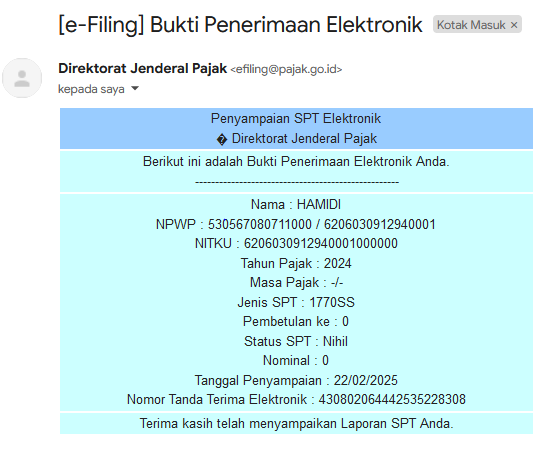 [e-Filing] Bukti Penerimaan Elektronik Kotak Masuk ×
Direktorat Jenderal Pajak <efiling@pajak.go.id>
kepada saya
Penyampaian SPT Elektronik
� Direktorat Jenderal Pajak
Berikut ini adalah Bukti Penerimaan Elektronik Anda.
---------------------------------------------------
Nama : HAMIDI
NPWP : 530567080711000 / 6206030912940001
NITKU : 6206030912940001000000
Tahun Pajak : 2024
Masa Pajak : -/-
Jenis SPT : 1770SS
Pembetulan ke : 0
Status SPT : Nihil
Nominal : 0
Tanggal Penyampaian : 22/02/2025
Nomor Tanda Terima Elektronik : 430802064442535228308
Terima kasih telah menyampaikan Laporan SPT Anda.